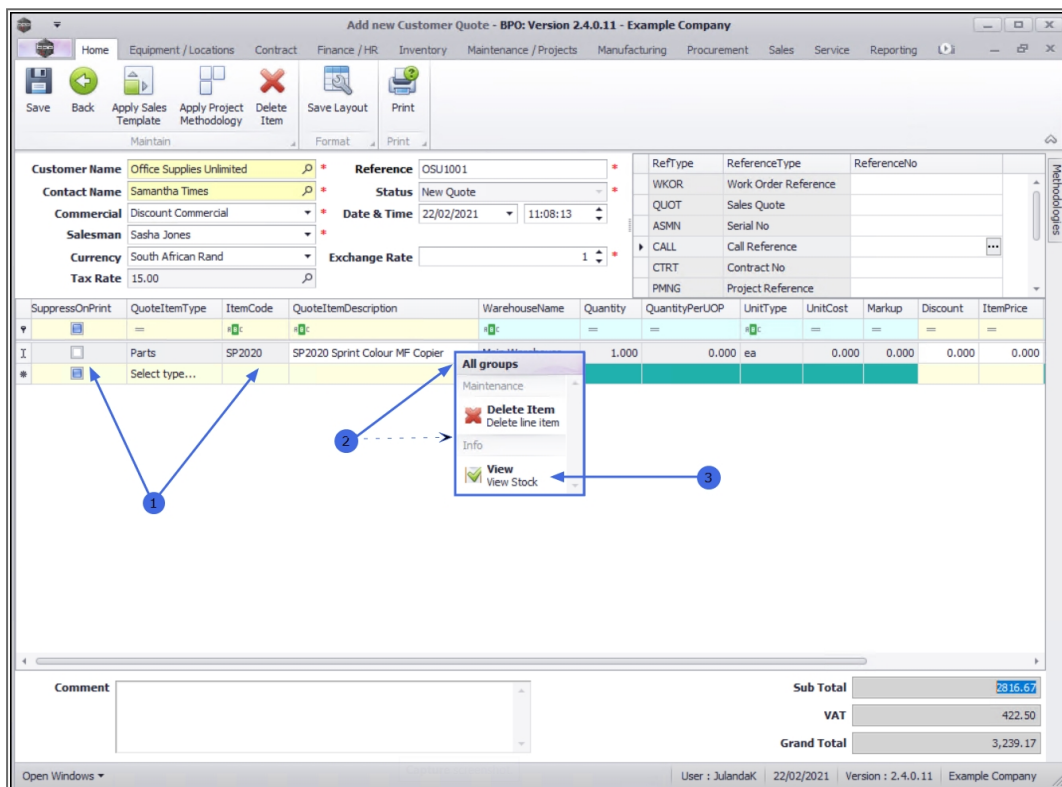 Add new Customer Quote - BPO: Version 2.4.0.11 - Example Company
Home Equipment / Locations Contract Finance / HR Inventory Maintenance / Projects Manufacturing Procurement Sales Service Reporting
Save Back Apply Sales Template Apply Project Methodology Delete Item Save Layout Print
Maintain Format Print
Customer Name Office Supplies Unlimited * Reference OSU1001 *
Contact Name Samantha Times * Status New Quote *
Commercial Discount Commercial * Date & Time 22/02/2021 11:08:13
Salesman Sasha Jones *
Currency South African Rand Exchange Rate 1 *
Tax Rate 15.00
RefType ReferenceType ReferenceNo
WKOR Work Order Reference
QUOT Sales Quote
ASMN Serial No
CALL Call Reference ...
CTRT Contract No
PMNG Project Reference
Methodologies
SuppressOnPrint QuoteItemType ItemCode QuoteItemDescription WarehouseName Quantity QuantityPerUOP UnitType UnitCost Markup Discount ItemPrice
= = = = = = =
Parts SP2020 SP2020 Sprint Colour MF Copier 1.000 0.000 ea 0.000 0.000 0.000 0.000
Select type...
All groups
Maintenance
Delete Item
Delete line item
Info
View
View Stock
1
2
3
Comment
Sub Total 2816.67
VAT 422.50
Grand Total 3,239.17
Open Windows User : JulandaK 22/02/2021 Version : 2.4.0.11 Example Company